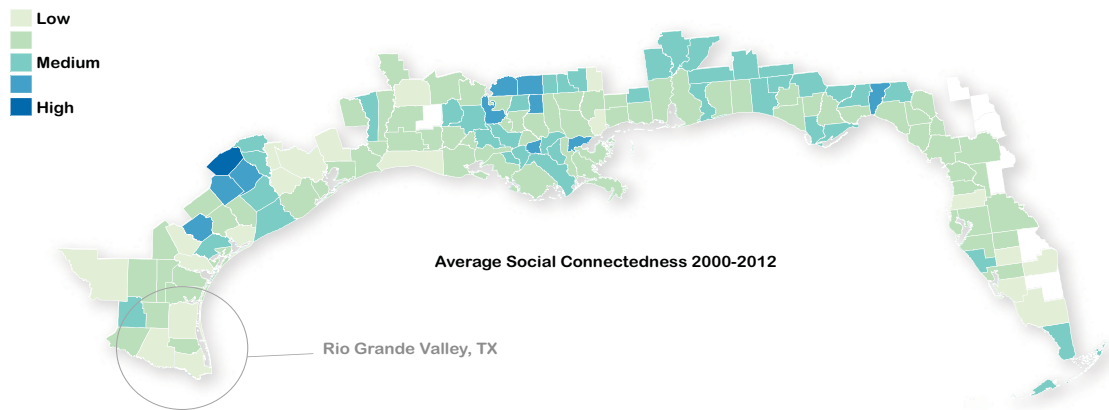 Low
Medium
High
Average Social Connectedness 2000-2012
Rio Grande Valley, TX